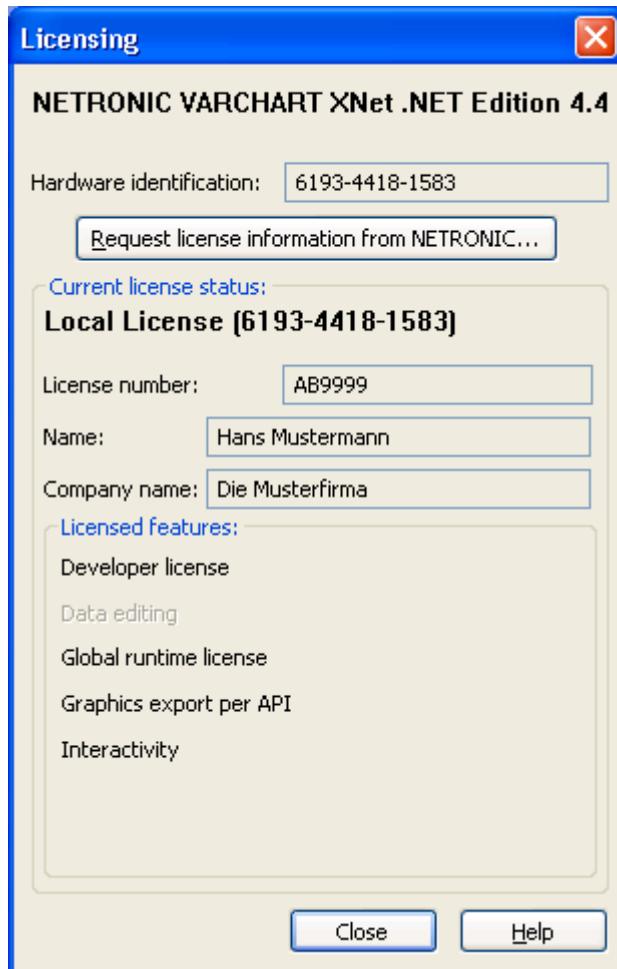 Licensing
NETRONIC VARCHART XNet .NET Edition 4.4
Hardware identification: 6193-4418-1583
Request license information from NETRONIC...
Current license status:
Local License (6193-4418-1583)
License number: AB9999
Name: Hans Mustermann
Company name: Die Musterfirma
Licensed features:
Developer license
Data editing
Global runtime license
Graphics export per API
Interactivity
Close Help